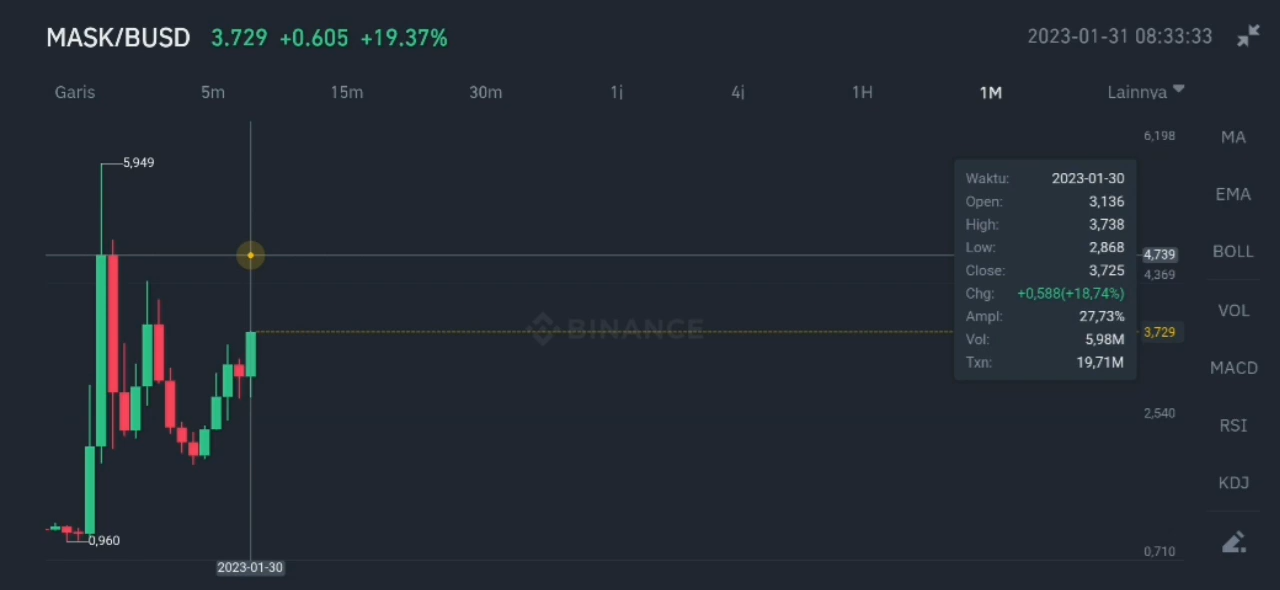 MASK/BUSD 3.729 +0.605 +19.37% 2023-01-31 08:33:33
Garis 5m 15m 30m 1j 4j 1H 1M Lainnya
6,198
MA
5,949
Waktu: 2023-01-30
Open: 3,136
EMA
High: 3,738
Low: 2,868
BOLL
4,739
Close: 3,725
4,369
Chg: +0,588(+18,74%)
VOL
Ampl: 27,73%
BINANCE
3,729
Vol: 5,98M
Txn: 19,71M
MACD
2,540
RSI
KDJ
0,960
0,710
2023-01-30